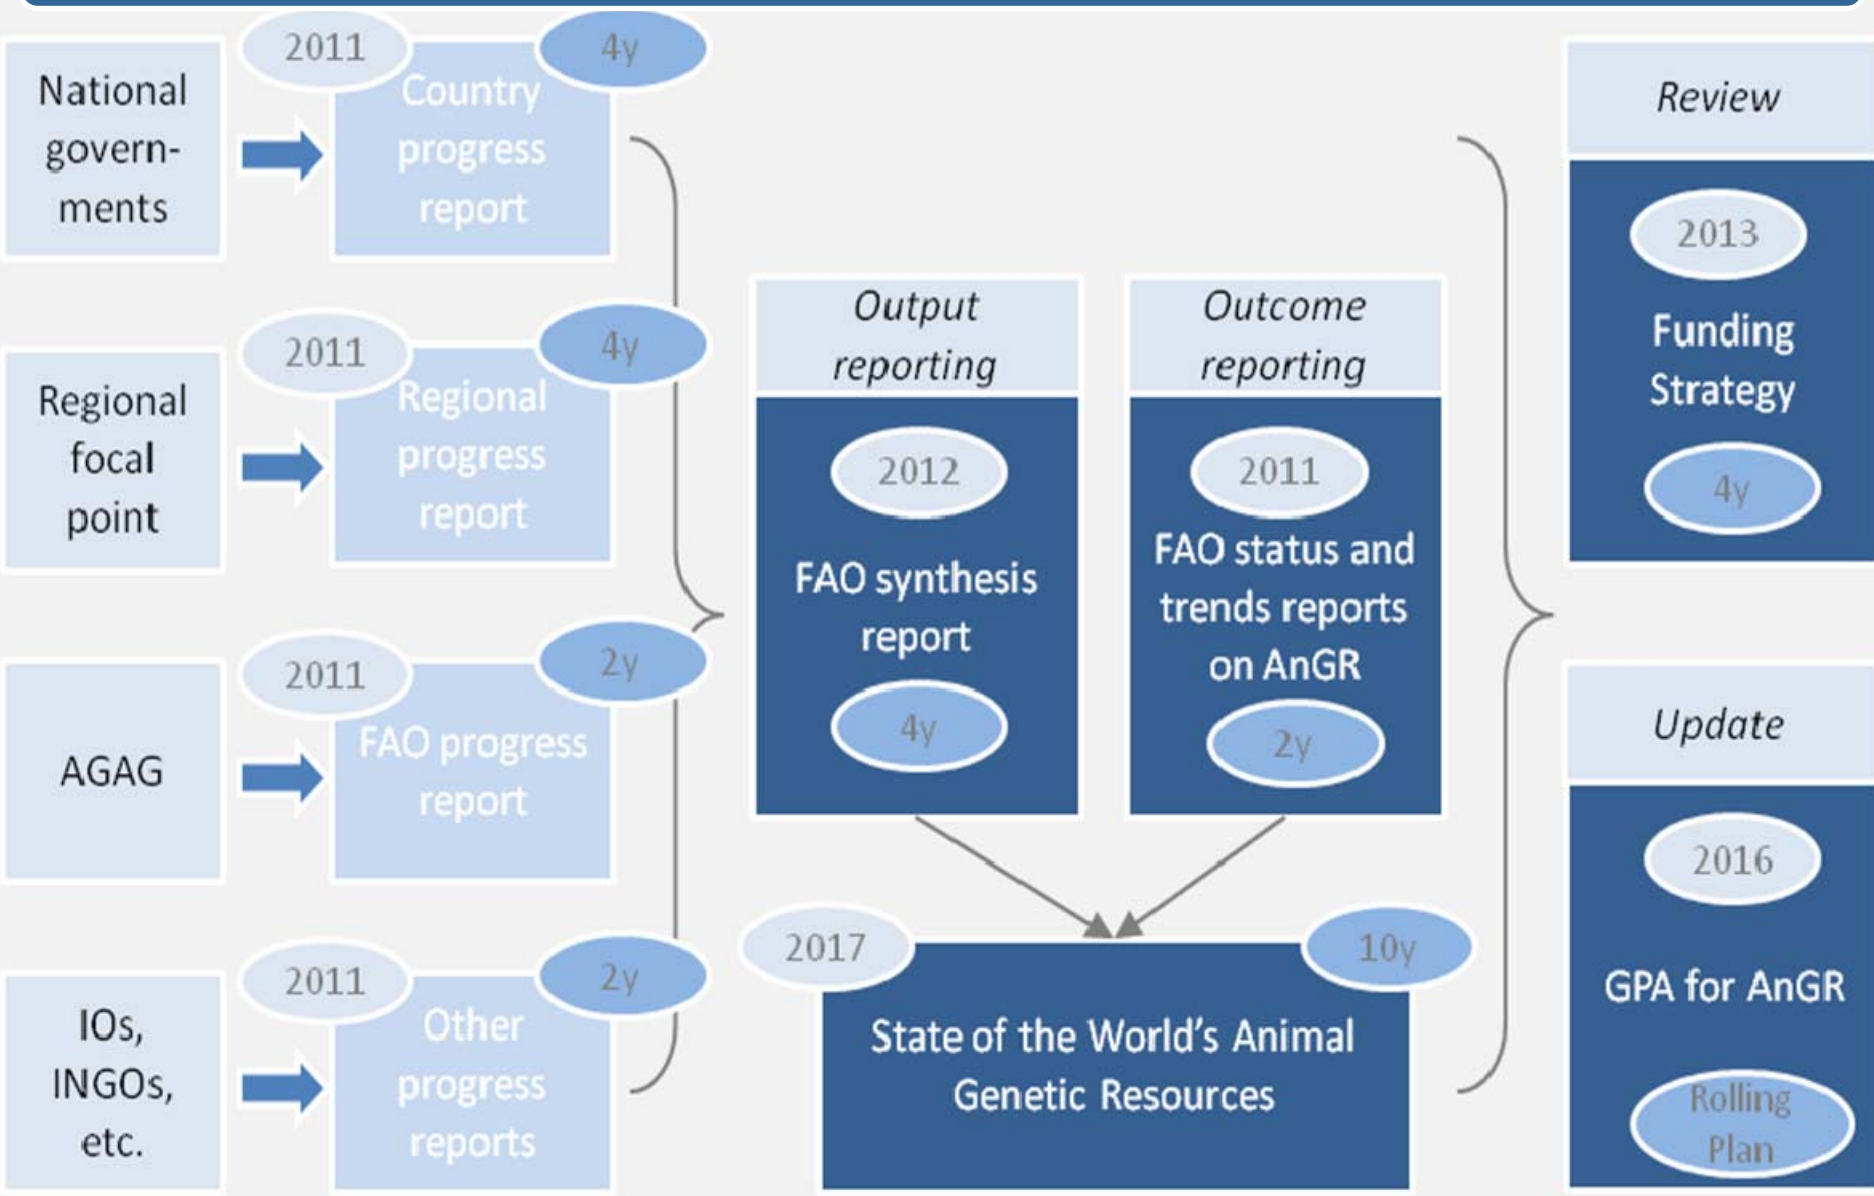 National
govern-
ments
2011
4y
Country
progress
report
Regional
focal
point
2011
4y
Regional
progress
report
AGAG
2011
2y
FAO progress
report
IOs,
INGOs,
etc.
2011
2y
Other
progress
reports
Output
reporting
2012
FAO synthesis
report
4y
Outcome
reporting
2011
FAO status and
trends reports
on AnGR
2y
2017
10y
State of the World's Animal
Genetic Resources
Review
2013
Funding
Strategy
4y
Update
2016
GPA for AnGR
Rolling
Plan